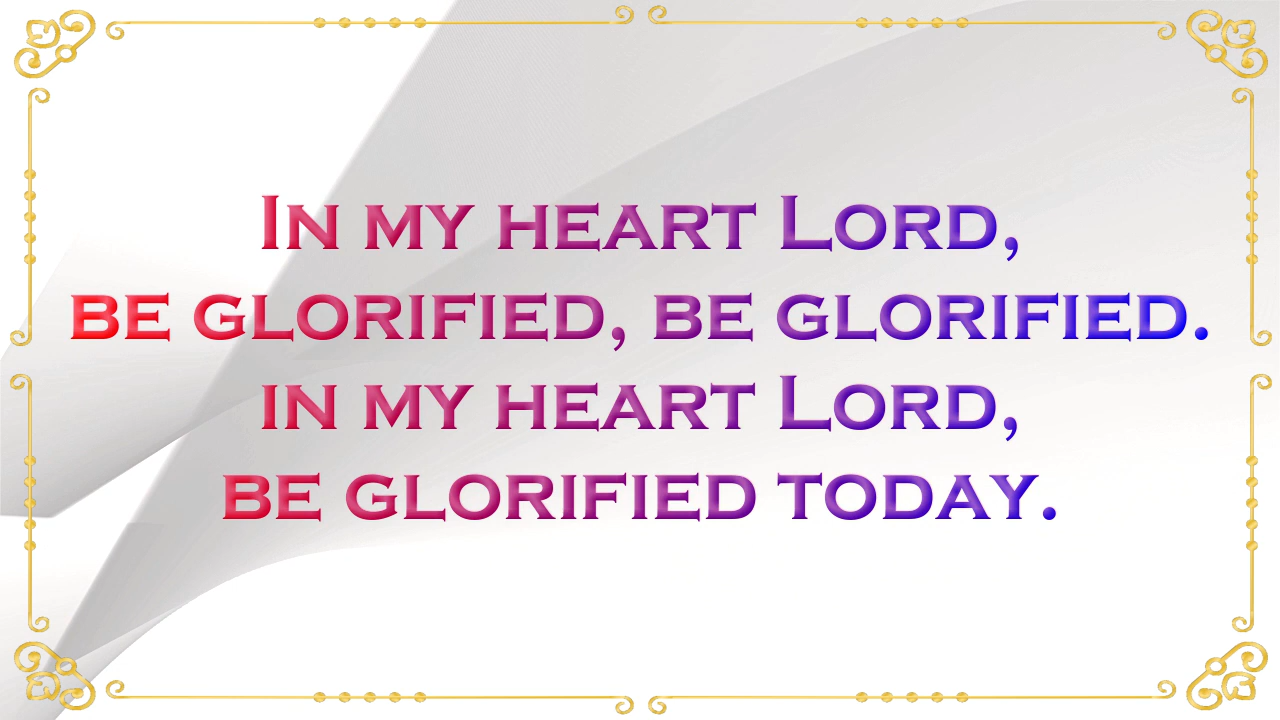 In my heart Lord,
be glorified, be glorified.
in my heart Lord,
be glorified today.